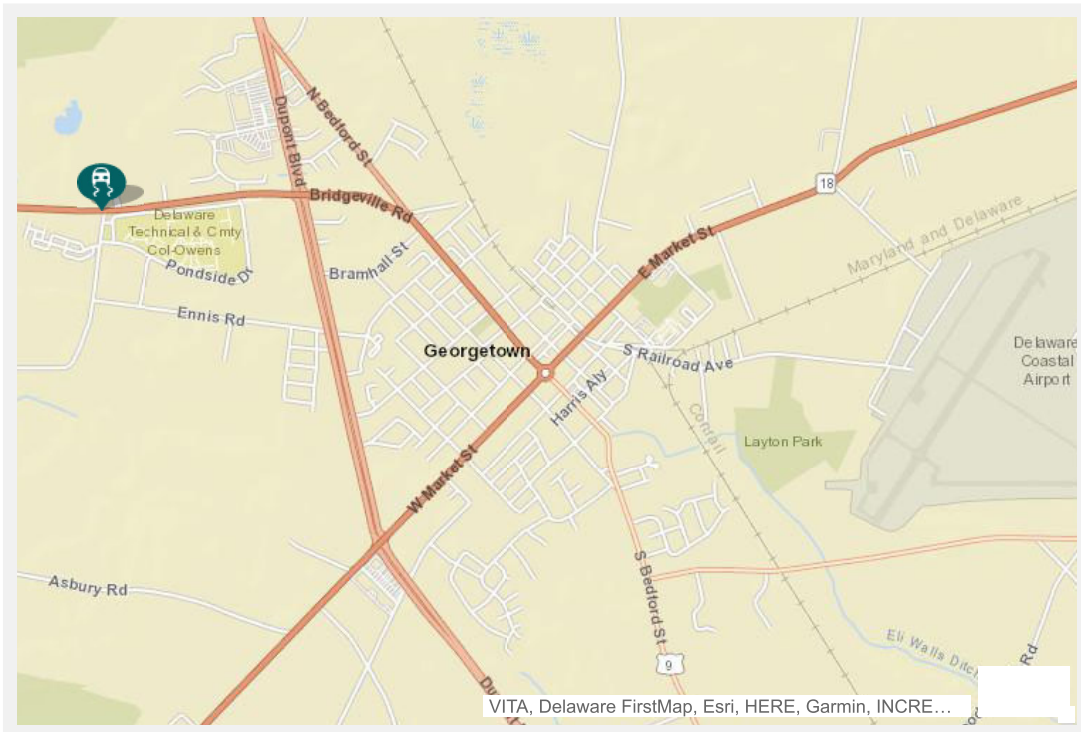 Dupont Blvd
N Bedford St
18
Bridgeville Rd
Delaware
Technical & Cmty
Col-Owens
E Market St
Maryland and Delaware
Bramhall St
Pondside Dr
Ennis Rd
Georgetown
S Railroad Ave
Delaware
Coastal
Airport
Harris Aly
Conrail
Layton Park
W Market St
Asbury Rd
S Bedford St
Eli Walls Ditch
Rd
9
VITA, Delaware FirstMap, Esri, HERE, Garmin, INCRE…